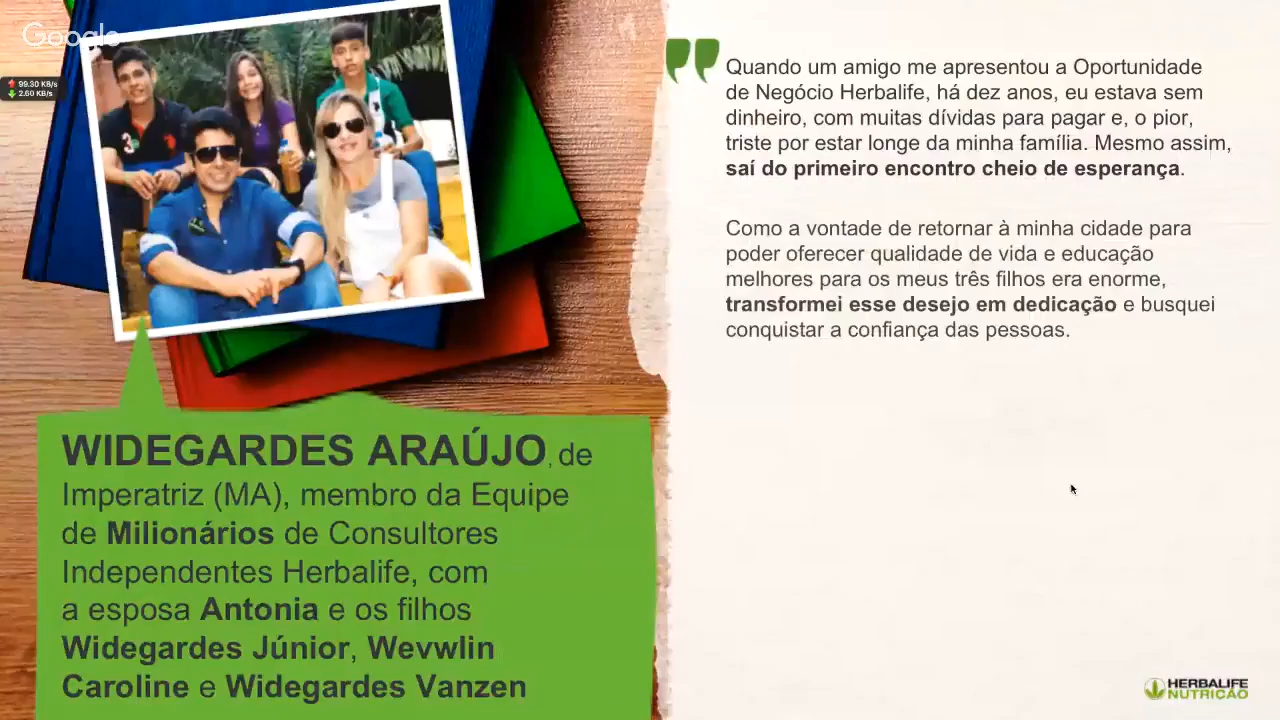 Google
99.30 KB/s
2.60 KB/s
3
Quando um amigo me apresentou a Oportunidade
de Negócio Herbalife, há dez anos, eu estava sem
dinheiro, com muitas dívidas para pagar e, o pior,
triste por estar longe da minha família. Mesmo assim,
saí do primeiro encontro cheio de esperança.
Como a vontade de retornar à minha cidade para
poder oferecer qualidade de vida e educação
melhores para os meus três filhos era enorme,
transformei esse desejo em dedicação e busquei
conquistar a confiança das pessoas.
WIDEGARDES ARAÚJO, de
Imperatriz (MA), membro da Equipe
de Milionários de Consultores
Independentes Herbalife, com
a esposa Antonia e os filhos
Widegardes Júnior, Wevwlin
Caroline e Widegardes Vanzen
HERBALIFE
NUTRIÇÃO